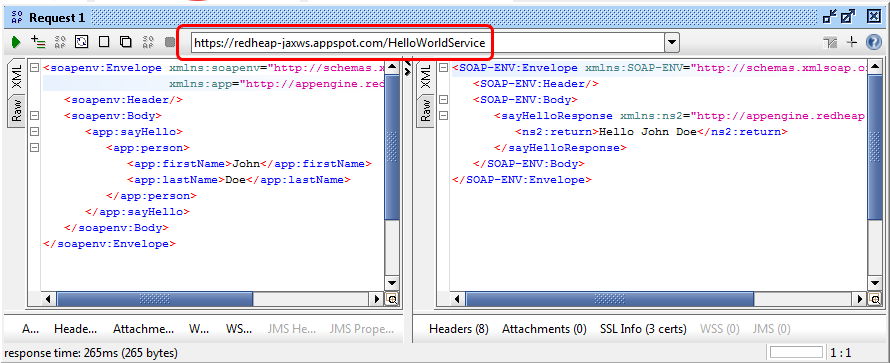 SO AP Request 1
https://redheap-jaxws.appspot.com/HelloWorldService
XML
Raw
<soapenv:Envelope xmlns:soapenv="http://schemas.xm
xmlns:app="http://appengine.red
<soapenv:Header/>
<soapenv:Body>
<app:sayHello>
<app:person>
<app:firstName>John</app:firstName>
<app:lastName>Doe</app:lastName>
</app:person>
</app:sayHello>
</soapenv:Body>
</soapenv:Envelope>
XML
Raw
<SOAP-ENV:Envelope xmlns:SOAP-ENV="http://schemas.xmlsoap.o
<SOAP-ENV:Header/>
<SOAP-ENV:Body>
<sayHelloResponse xmlns:ns2="http://appengine.redheap
<ns2:return>Hello John Doe</ns2:return>
</sayHelloResponse>
</SOAP-ENV:Body>
</SOAP-ENV:Envelope>
A... Heade... Attachme... W... WS... JMS He... JMS Prope...
Headers (8) Attachments (0) SSL Info (3 certs) WSS (0) JMS (0)
response time: 265ms (265 bytes)
1 : 1